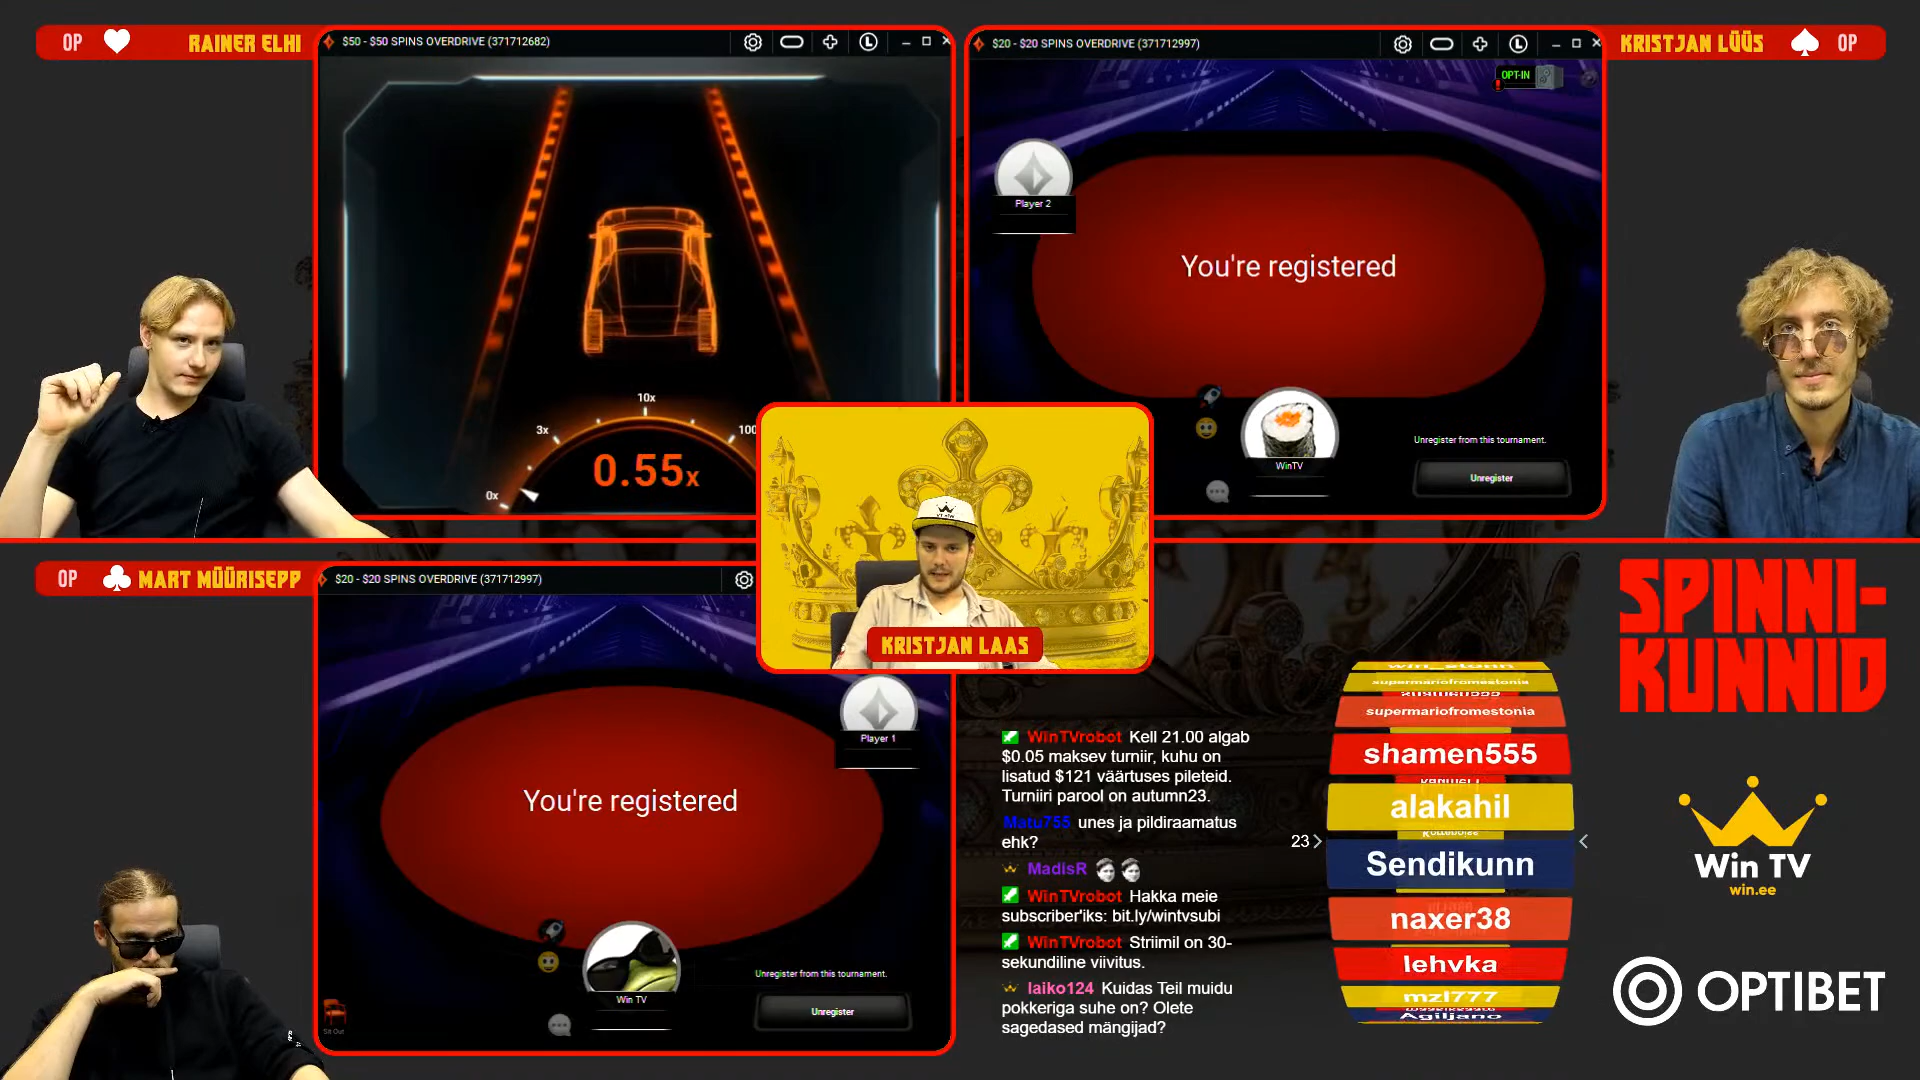 OP
RAINER ELHI
$50 - $50 SPINS OVERDRIVE (371712682)
$20 - $20 SPINS OVERDRIVE (371712997)
KRISTJAN LÜÜS
OP
OPT-IN
Player 2
You're registered
10x
3x
100
0.55x
0x
WinTV
Unregister from this tournament.
Unregister
OP
MART MÜÜRISEPP
$20 - $20 SPINS OVERDRIVE (371712997)
KRISTJAN LAAS
Player 1
You're registered
Win TV
Unregister from this tournament.
Unregister
Sit Out
WinTVrobot Kell 21.00 algab
$0.05 maksev turniir, kuhu on
lisatud $121 väärtuses pileteid.
Turniiri parool on autumn23.
Matu755 unes ja pildiraamatus
ehk?
MadisR
WinTVrobot Hakka meie
subscriber'iks: bit.ly/wintvsubi
WinTVrobot Striimil on 30-
sekundiline viivitus.
laiko124 Kuidas Teil muidu
pokkeriga suhe on? Olete
sagedased mängijad?
supermariofromestonia
supermariofromestonia
shamen555
alakahil
23
Sendikunn
naxer38
lehvka
mzl777
Agiljano
SPINNI-
KUNNID
Win TV
win.ee
OPTIBET